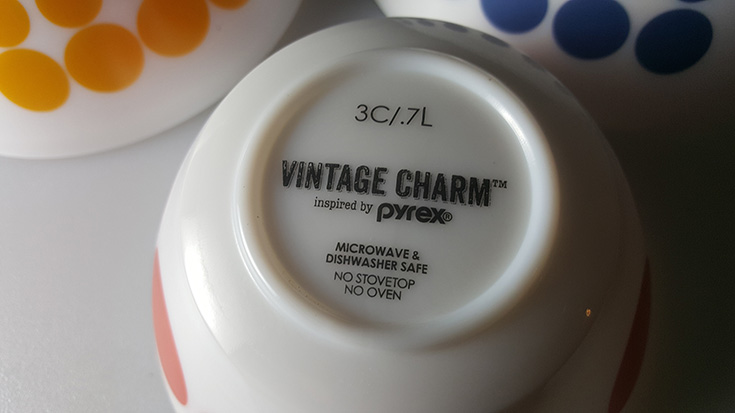 3C/.7L
VINTAGE CHARM™
inspired by pyrex®
MICROWAVE &
DISHWASHER SAFE
NO STOVETOP
NO OVEN